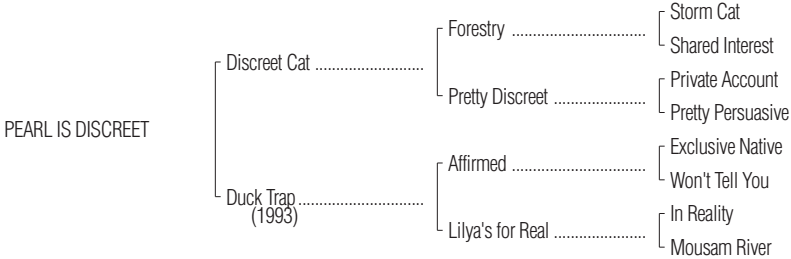 Storm Cat
Forestry ................................
Shared Interest
Discreet Cat ..........................
Private Account
Pretty Discreet ......................
Pretty Persuasive
PEARL IS DISCREET
Exclusive Native
Affirmed ................................
Won't Tell You
Duck Trap ..............................
(1993)
In Reality
Lilya's for Real ......................
Mousam River